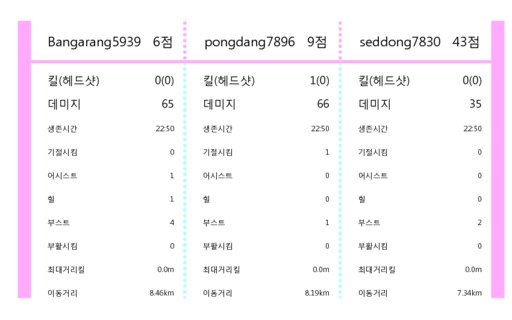 Bangarang5939 6점 pongdang7896 9점 seddong7830 43점
킬(헤드샷) 0(0) 킬(헤드샷) 1(0) 킬(헤드샷) 0(0)
데미지 65 데미지 66 데미지 35
생존시간 22:50 생존시간 22:50 생존시간 22:50
기절시킴 0 기절시킴 1 기절시킴 0
어시스트 1 어시스트 0 어시스트 0
힐 1 힐 0 힐 0
부스트 4 부스트 1 부스트 2
부활시킴 0 부활시킴 0 부활시킴 0
최대거리킬 0.0m 최대거리킬 0.0m 최대거리킬 0.0m
이동거리 8.46km 이동거리 8.19km 이동거리 7.34km